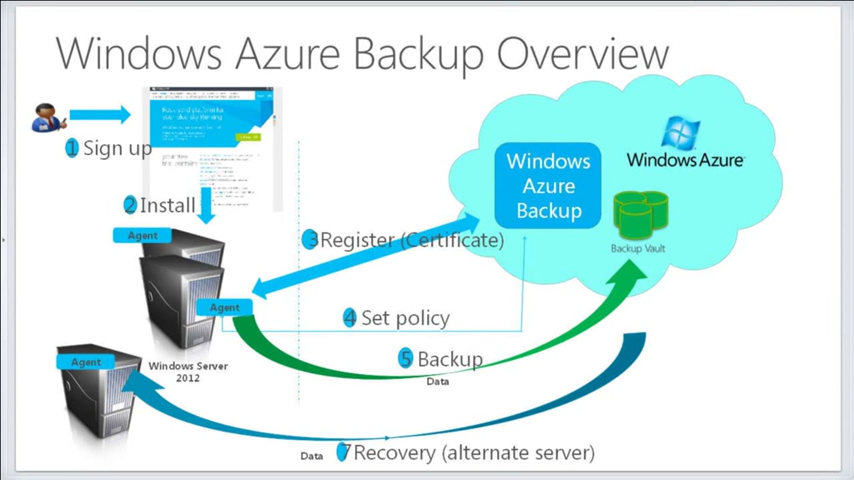 Windows Azure Backup Overview
1 Sign up
2 Install
Agent
3 Register (Certificate)
Windows
Azure
Backup
Windows Azure
Backup Vault
Agent
4 Set policy
5 Backup
Data
Agent
Windows Server
2012
Data
7 Recovery (alternate server)